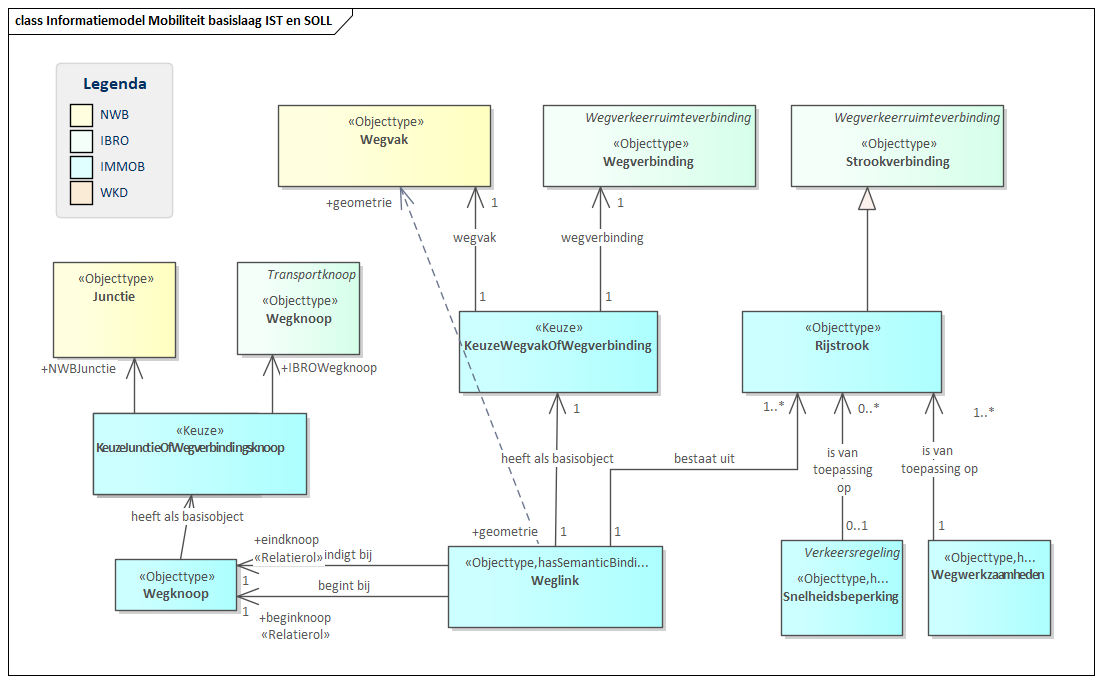 class Informatiemodel Mobiliteit basislaag IST en SOLL
Legenda
NWB
IBRO
IMMOB
WKD
«Objecttype»
Wegvak
Wegverkeerruimteverbinding
«Objecttype»
Wegverbinding
Wegverkeerruimteverbinding
«Objecttype»
Strookverbinding
+geometrie
1
1
wegvak
wegverbinding
1
1
«Objecttype»
Junctie
Transportknoop
«Objecttype»
Wegknoop
«Keuze»
KeuzeWegvakOfWegverbinding
«Objecttype»
Rijstrook
+NWBJunctie
+IBROWegknoop
1
1..*
0..*
1..*
«Keuze»
KeuzeJunctieOfWegverbindingsknoop
heeft als basisobject
bestaat uit
is van
toepassing
op
is van
toepassing op
heeft als basisobject
+geometrie
1
1
0..1
1
+eindknoop
«Relatierol»
indigt bij
1
begint bij
1
+beginknoop
«Relatierol»
«Objecttype»
Wegknoop
«Objecttype,hasSemanticBindi...
Weglink
Verkeersregeling
«Objecttype,h...
Snelheidsbeperking
«Objecttype,h...
Wegwerkzaamheden